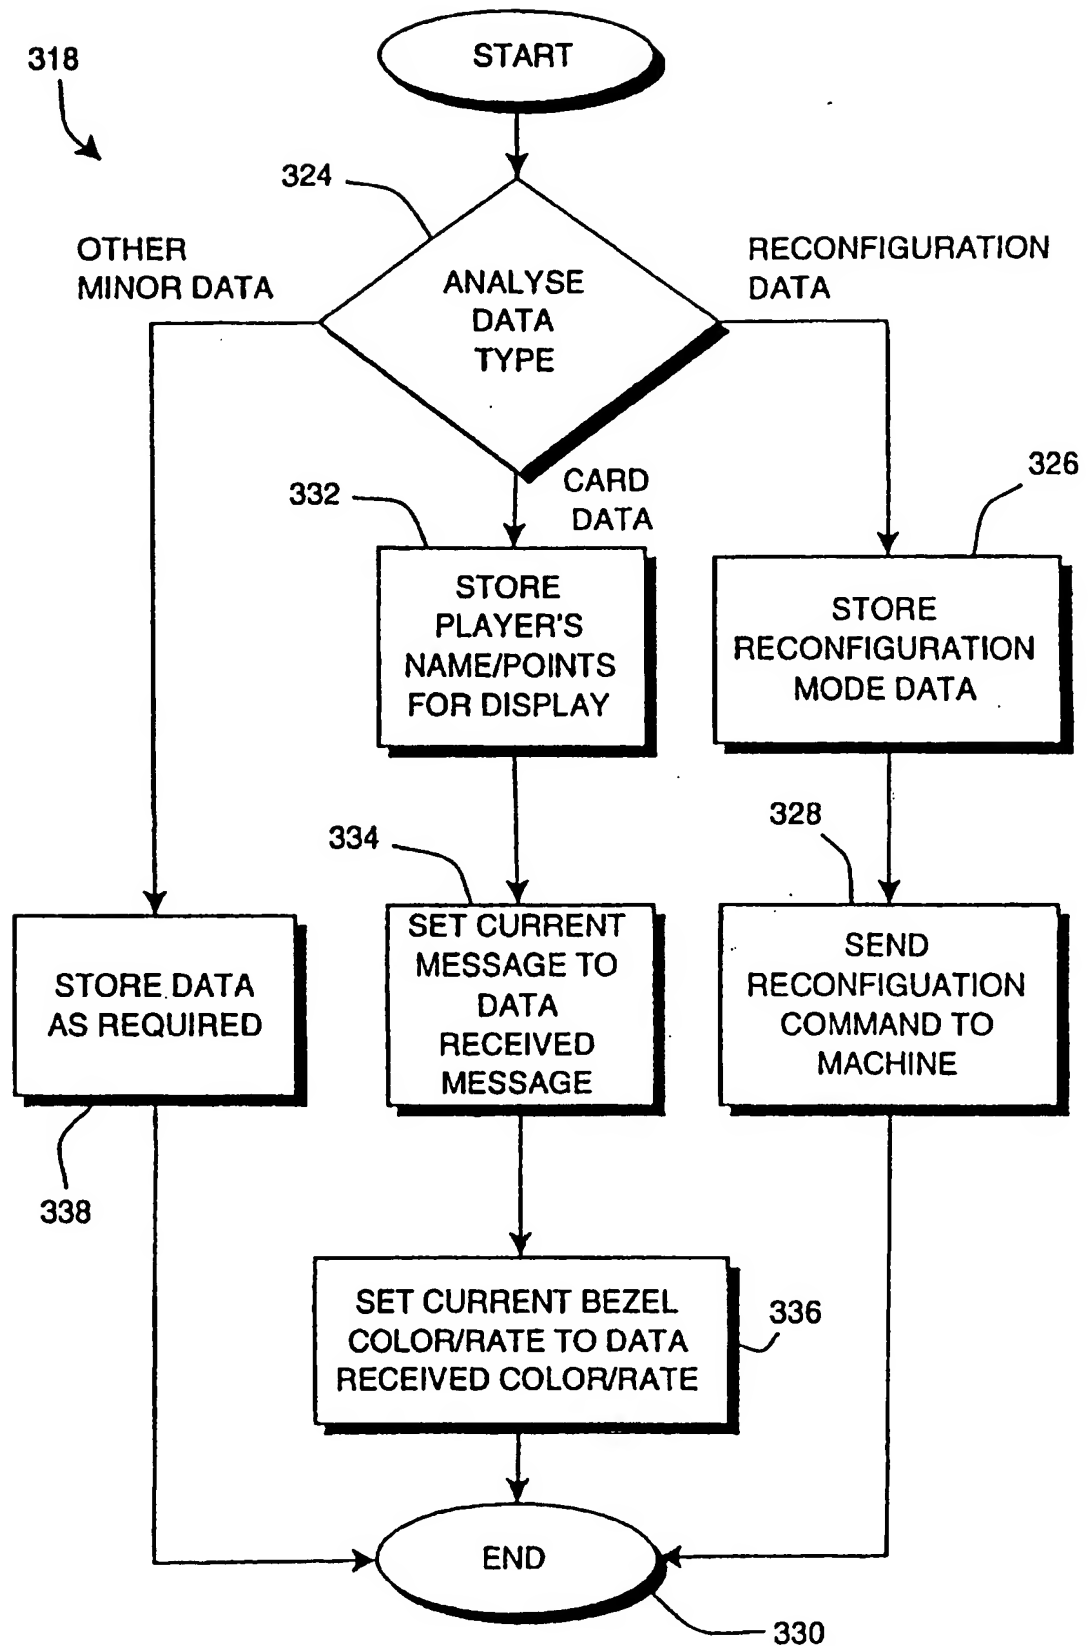 START
318
324
OTHER
MINOR DATA
RECONFIGURATION
DATA
ANALYSE
DATA
TYPE
CARD
DATA
332
326
STORE
PLAYER'S
NAME/POINTS
FOR DISPLAY
STORE
RECONFIGURATION
MODE DATA
334
328
STORE DATA
AS REQUIRED
SET CURRENT
MESSAGE TO
DATA
RECEIVED
MESSAGE
SEND
RECONFIGUATION
COMMAND TO
MACHINE
338
SET CURRENT BEZEL
COLOR/RATE TO DATA
RECEIVED COLOR/RATE
336
END
330